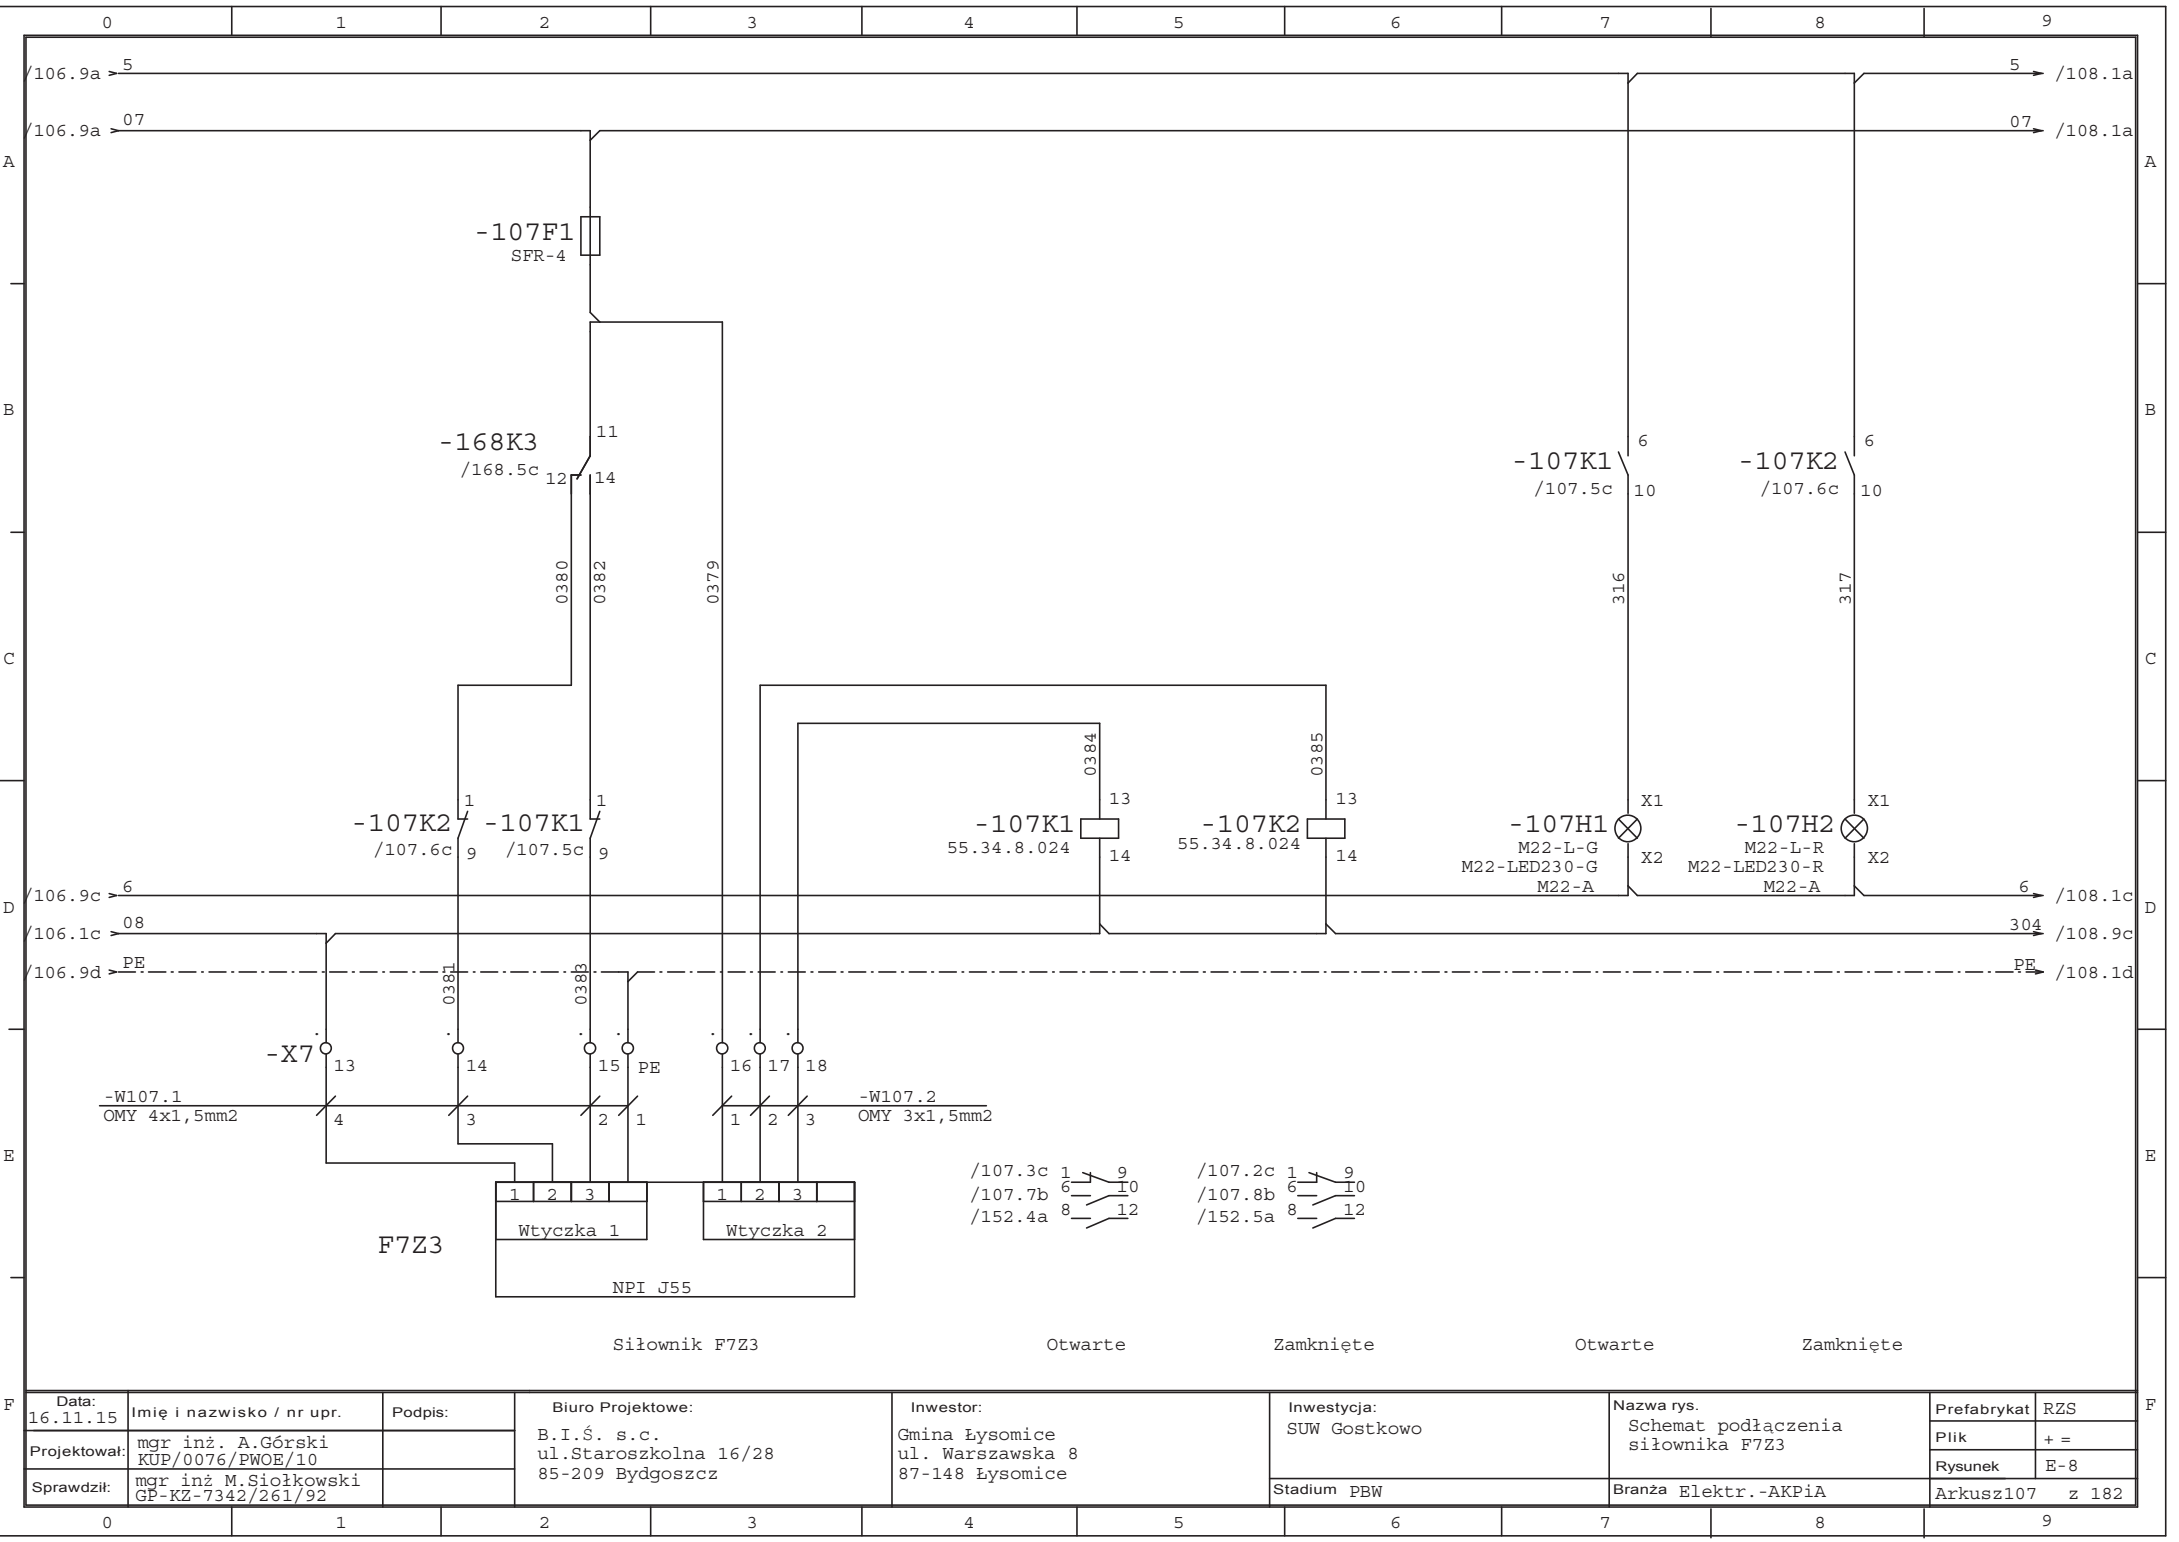 0 1 2 3 4 5 6 7 8 9
/106.9a 5 5 /108.1a
/106.9a 07 07 /108.1a
A A
-107F1
SFR-4
B B
-168K3 11
/168.5c 12 14
-107K1 6
/107.5c 10
-107K2 6
/107.6c 10
0380 0382 0379 316 317
C C
0384 0385
-107K2 1
/107.6c 9
-107K1 1
/107.5c 9
-107K1 13
55.34.8.024 14
-107K2 13
55.34.8.024 14
-107H1 X1
M22-L-G X2
M22-LED230-G
M22-A
-107H2 X1
M22-L-R X2
M22-LED230-R
M22-A
/106.9c 6 6 /108.1c
D D
/106.1c 08 304 /108.9c
/106.9d PE PE /108.1d
0381 0383
-X7 13 14 15 PE 16 17 18
-W107.1
OMY 4x1,5mm2 4 3 2 1
1 2 3 -W107.2
OMY 3x1,5mm2
E E
/107.3c 1 9
/107.7b 6 10
/152.4a 8 12
/107.2c 1 9
/107.8b 6 10
/152.5a 8 12
1 2 3
Wtyczka 1
1 2 3
Wtyczka 2
F7Z3
NPI J55
Siłownik F7Z3 Otwarte Zamknięte Otwarte Zamknięte
F F
Data:
16.11.15
Imię i nazwisko / nr upr.
Podpis:
Projektował:
mgr inż. A.Górski
KUP/0076/PWOE/10
Sprawdził:
mgr inż M.Siołkowski
GP-KZ-7342/261/92
Biuro Projektowe:
B.I.Ś. s.c.
ul.Staroszkolna 16/28
85-209 Bydgoszcz
Inwestor:
Gmina Łysomice
ul. Warszawska 8
87-148 Łysomice
Inwestycja:
SUW Gostkowo
Stadium PBW
Nazwa rys.
Schemat podłączenia
siłownika F7Z3
Branża Elektr.-AKPiA
Prefabrykat RZS
Plik + =
Rysunek E-8
Arkusz107 z 182
0 1 2 3 4 5 6 7 8 9